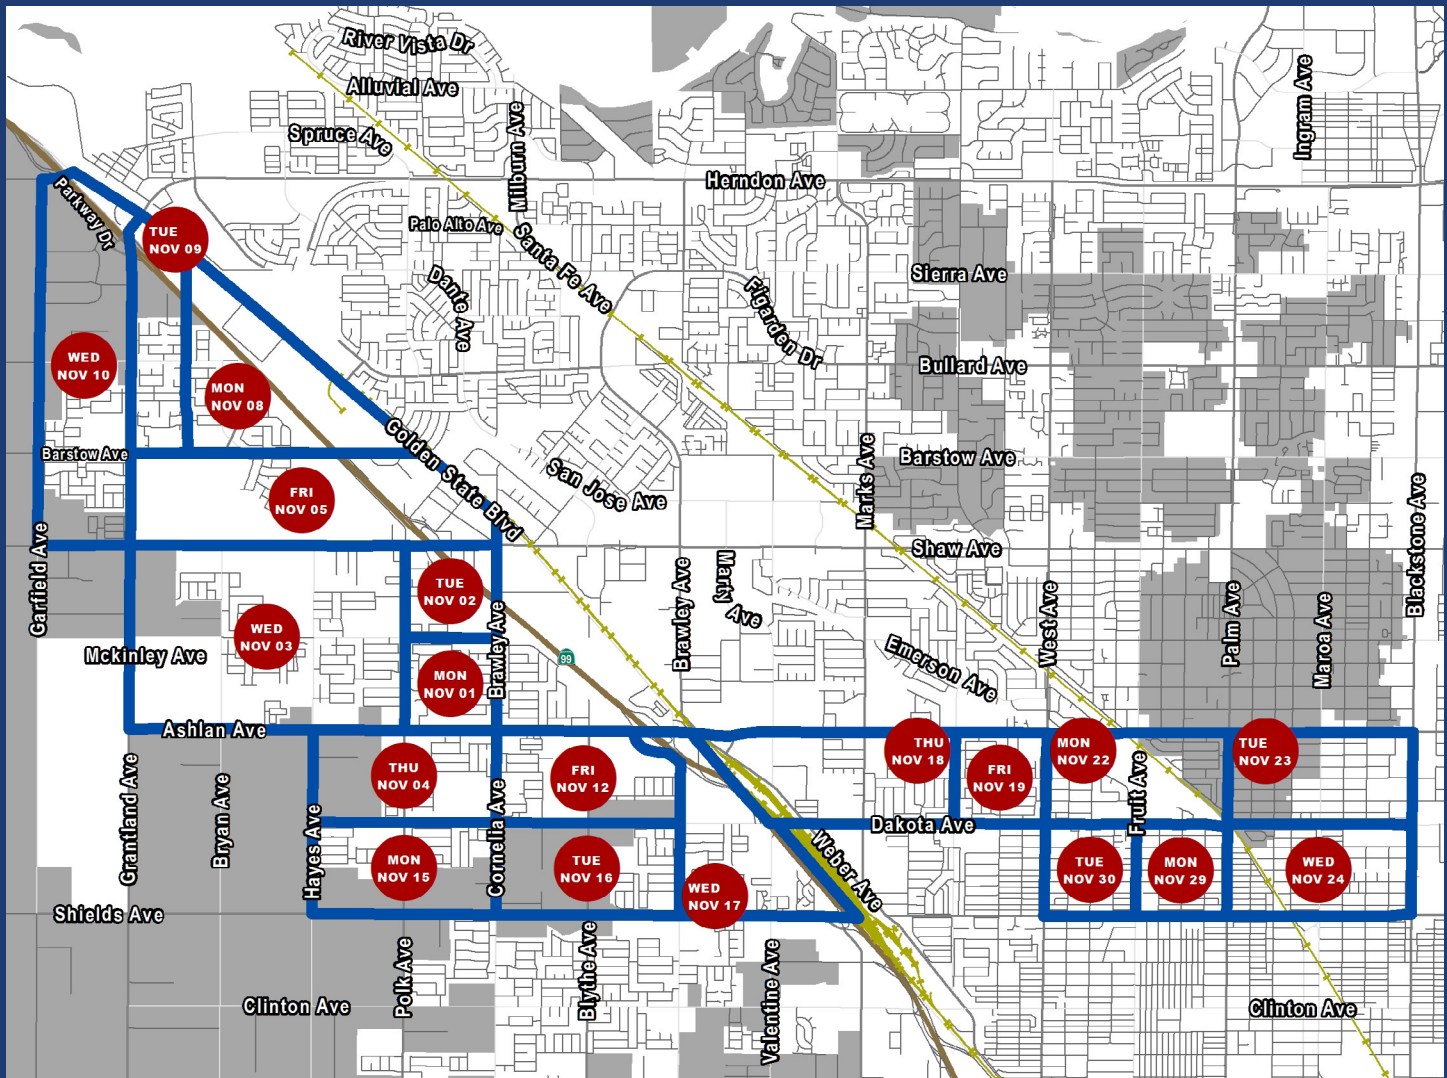 River Vista Dr
Alluvial Ave
Spruce Ave
Milburn Ave
Ingram Ave
Herndon Ave
Parkway Dr
Palo Alto Ave
TUE
NOV 09
Santa Fe Ave
Sierra Ave
Dante Ave
Figarden Dr
WED
NOV 10
MON
NOV 08
Bullard Ave
Golden State Blvd
Barstow Ave
Barstow Ave
San Jose Ave
Marks Ave
FRI
NOV 05
Blackstone Ave
Garfield Ave
Shaw Ave
TUE
NOV 02
Brawley Ave
Brawley Ave
Marty
Ave
West Ave
Palm Ave
Maroa Ave
WED
NOV 03
Mckinley Ave
99
Emerson Ave
MON
NOV 01
Ashlan Ave
THU
NOV 04
FRI
NOV 12
THU
NOV 18
FRI
NOV 19
MON
NOV 22
TUE
NOV 23
Grantland Ave
Bryan Ave
Hayes Ave
Cornelia Ave
Dakota Ave
Fruit Ave
MON
NOV 15
TUE
NOV 16
WED
NOV 17
Weber Ave
TUE
NOV 30
MON
NOV 29
WED
NOV 24
Shields Ave
Polk Ave
Blythe Ave
Valentine Ave
Clinton Ave
Clinton Ave